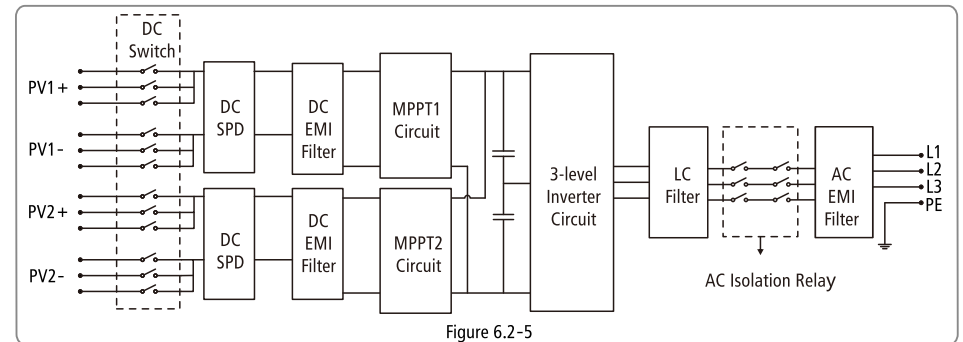 DC
Switch
PV1+
PV1-
PV2+
PV2-
DC
SPD
DC
EMI
Filter
MPPT1
Circuit
DC
SPD
DC
EMI
Filter
MPPT2
Circuit
3-level
Inverter
Circuit
LC
Filter
AC
EMI
Filter
L1
L2
L3
PE
AC Isolation Relay
Figure 6.2-5